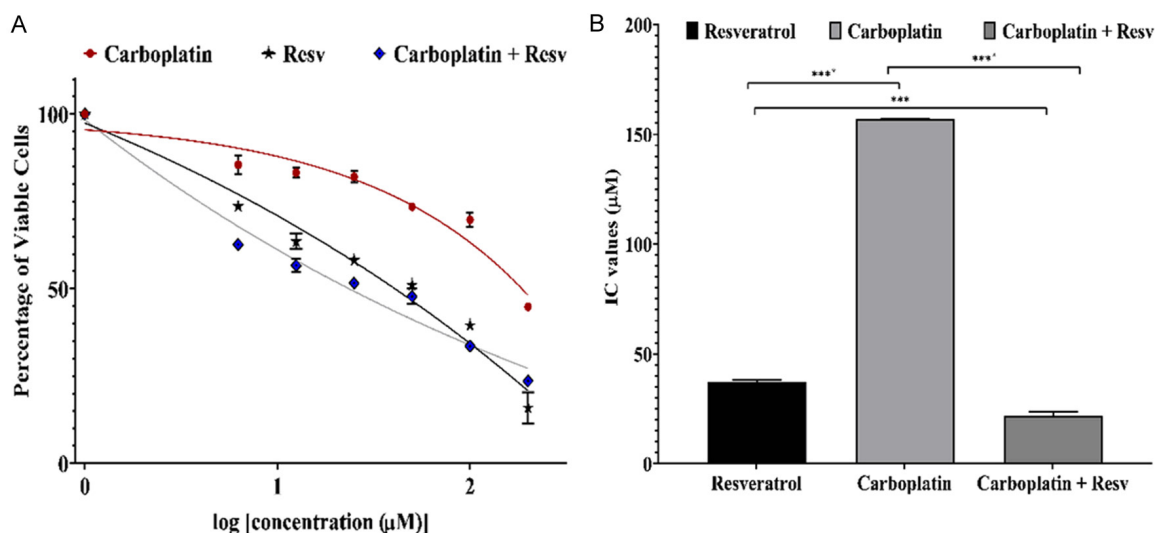 A
Carboplatin
Resv
Carboplatin + Resv
Percentage of Viable Cells
100
50
0
0
1
2
log |concentration (µM)|
B
Resveratrol
Carboplatin
Carboplatin + Resv
IC values (µM)
200
150
100
50
0
***
***
***
Resveratrol
Carboplatin
Carboplatin + Resv